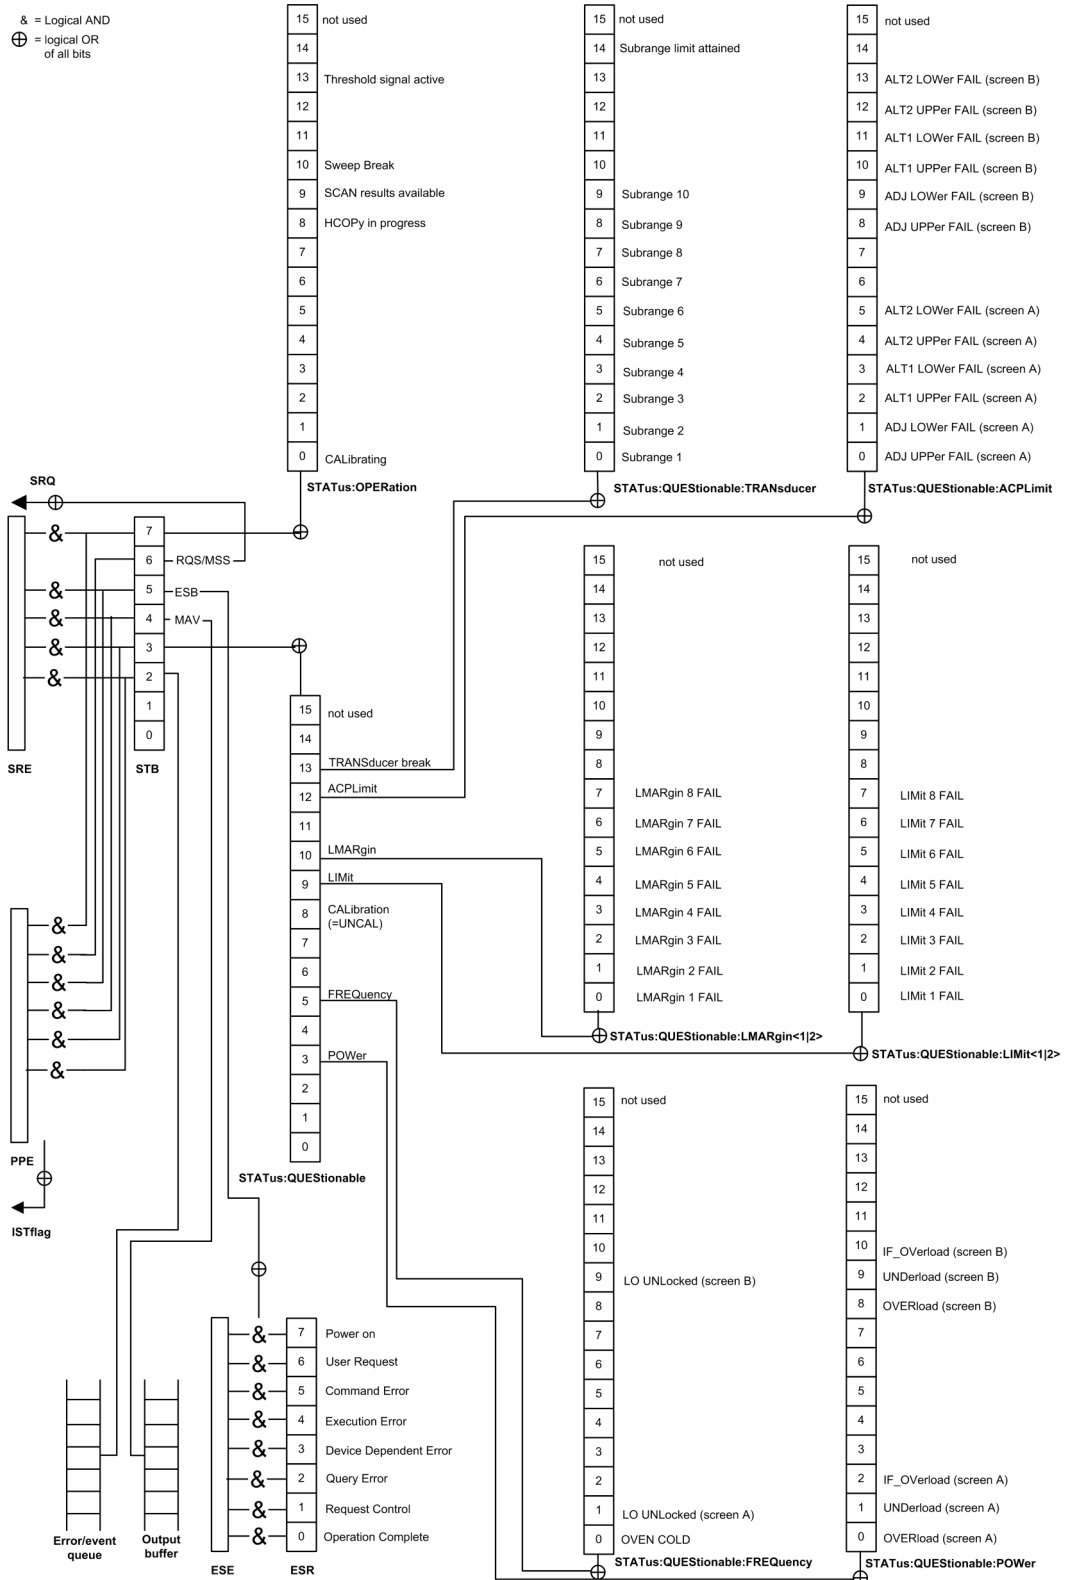 & = Logical AND
⊕ = logical OR
of all bits
15 not used
14
13 Threshold signal active
12
11
10 Sweep Break
9 SCAN results available
8 HCOPy in progress
7
6
5
4
3
2
1
0 CALibrating
STATus:OPERation
15 not used
14 Subrange limit attained
13
12
11
10
9 Subrange 10
8 Subrange 9
7 Subrange 8
6 Subrange 7
5 Subrange 6
4 Subrange 5
3 Subrange 4
2 Subrange 3
1 Subrange 2
0 Subrange 1
STATus:QUEStionable:TRANsducer
15 not used
14
13 ALT2 LOWer FAIL (screen B)
12 ALT2 UPPer FAIL (screen B)
11 ALT1 LOWer FAIL (screen B)
10 ALT1 UPPer FAIL (screen B)
9 ADJ LOWer FAIL (screen B)
8 ADJ UPPer FAIL (screen B)
7
6
5 ALT2 LOWer FAIL (screen A)
4 ALT2 UPPer FAIL (screen A)
3 ALT1 LOWer FAIL (screen A)
2 ALT1 UPPer FAIL (screen A)
1 ADJ LOWer FAIL (screen A)
0 ADJ UPPer FAIL (screen A)
STATus:QUEStionable:ACPLimit
SRQ
& 7
6 RQS/MSS
& 5 ESB
& 4 MAV
& 3
& 2
1
0
SRE
STB
15 not used
14
13 TRANSducer break
12 ACPLimit
11
10 LMARgin
9 LIMit
8 CALibration
(=UNCAL)
7
6
5 FREQuency
4
3 POWer
2
1
0
STATus:QUEStionable
15 not used
14
13
12
11
10
9
8
7 LMARgin 8 FAIL
6 LMARgin 7 FAIL
5 LMARgin 6 FAIL
4 LMARgin 5 FAIL
3 LMARgin 4 FAIL
2 LMARgin 3 FAIL
1 LMARgin 2 FAIL
0 LMARgin 1 FAIL
STATus:QUEStionable:LMARgin<1|2>
15 not used
14
13
12
11
10
9
8
7 LIMit 8 FAIL
6 LIMit 7 FAIL
5 LIMit 6 FAIL
4 LIMit 5 FAIL
3 LIMit 4 FAIL
2 LIMit 3 FAIL
1 LIMit 2 FAIL
0 LIMit 1 FAIL
STATus:QUEStionable:LIMit<1|2>
&
&
&
&
&
&
PPE
ISTflag
15 not used
14
13
12
11
10
9 LO UNLocked (screen B)
8
7
6
5
4
3
2
1 LO UNLocked (screen A)
0 OVEN COLD
STATus:QUEStionable:FREQuency
15 not used
14
13
12
11
10 IF_OVerload (screen B)
9 UNDerload (screen B)
8 OVERload (screen B)
7
6
5
4
3
2 IF_OVerload (screen A)
1 UNDerload (screen A)
0 OVERload (screen A)
STATus:QUEStionable:POWer
& 7 Power on
& 6 User Request
& 5 Command Error
& 4 Execution Error
& 3 Device Dependent Error
& 2 Query Error
& 1 Request Control
& 0 Operation Complete
ESE
ESR
Error/event
queue
Output
buffer